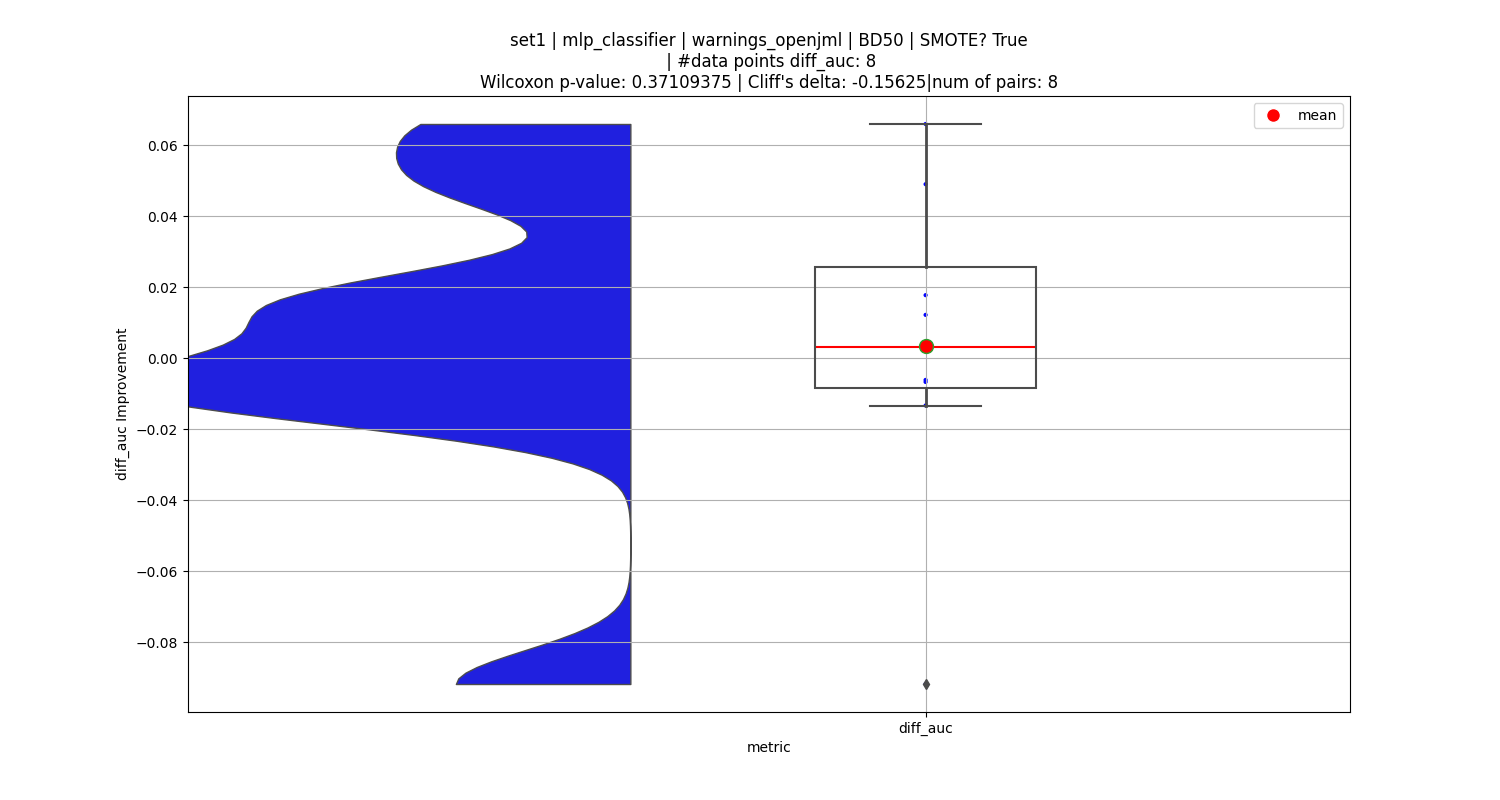 set1 | mlp_classifier | warnings_openjml | BD50 | SMOTE? True
| #data points diff_auc: 8
Wilcoxon p-value: 0.37109375 | Cliff's delta: -0.15625|num of pairs: 8
mean
0.06
0.04
0.02
0.00
−0.02
−0.04
−0.06
−0.08
diff_auc Improvement
diff_auc
metric